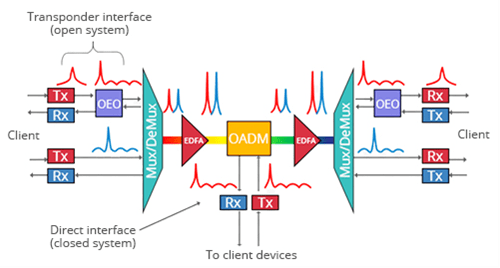 Transponder interface
(open system)
Tx
Rx
OEO
Client
Tx
Rx
Mux/DeMux
EDFA
OADM
EDFA
Mux/DeMux
OEO
Rx
Tx
Client
Rx
Tx
Rx
Tx
Direct interface
(closed system)
To client devices